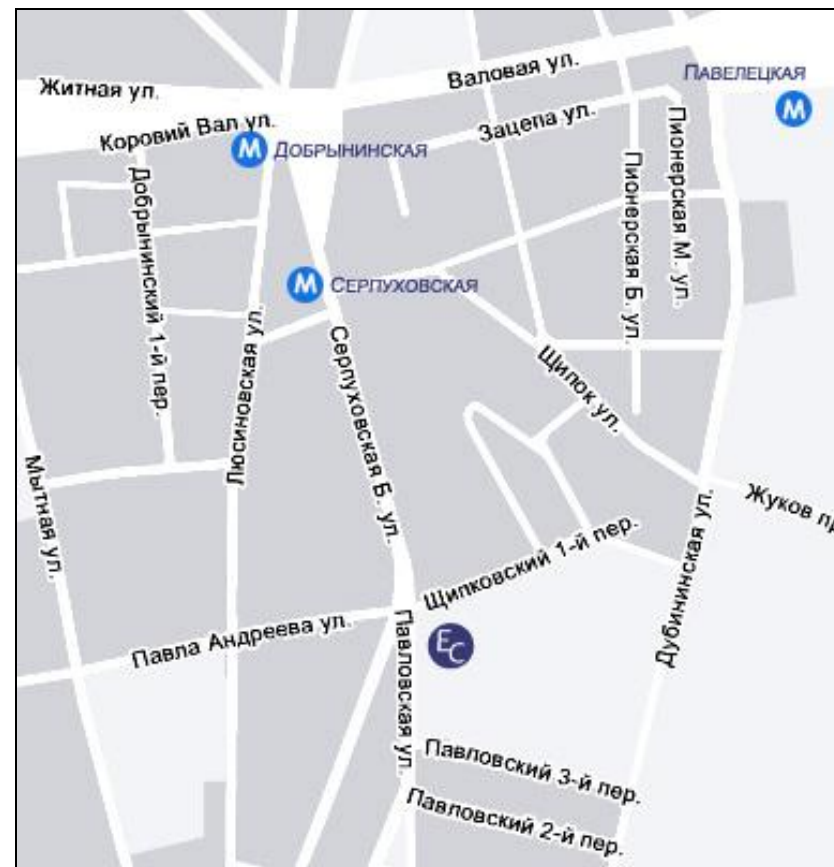 Валовая ул.
ПАВЕЛЕЦКАЯ
Житная ул.
М
Коровий Вал ул.
Зацепа ул.
М
ДОБРЫНИНСКАЯ
Пионерская М. ул.
Пионерская Б. ул.
Добрынинский 1-й пер.
М
СЕРПУХОВСКАЯ
Люсиновская ул.
Серпуховская Б. ул.
Щипок ул.
Мытная ул.
Жуков пр
Дубининская ул.
Щипковский 1-й пер.
Павла Андреева ул.
Павловская ул.
ЕС
Павловский 3-й пер.
Павловский 2-й пер.